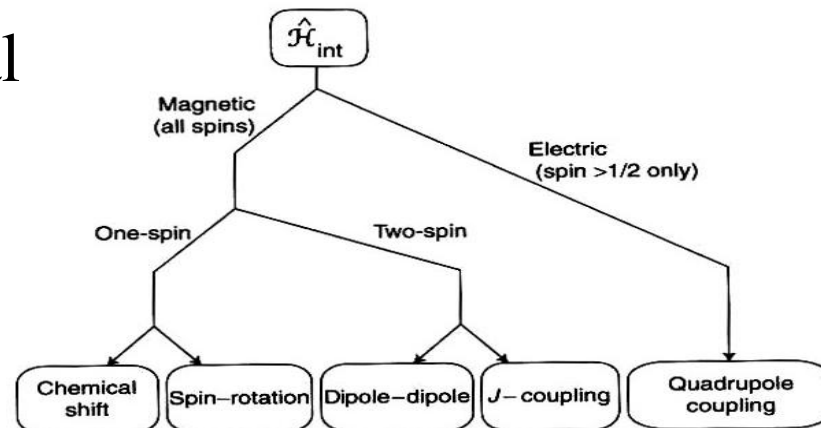 Ĥint
Magnetic
(all spins)
Electric
(spin >1/2 only)
One-spin
Two-spin
Chemical
shift
Spin–rotation
Dipole–dipole
J– coupling
Quadrupole
coupling